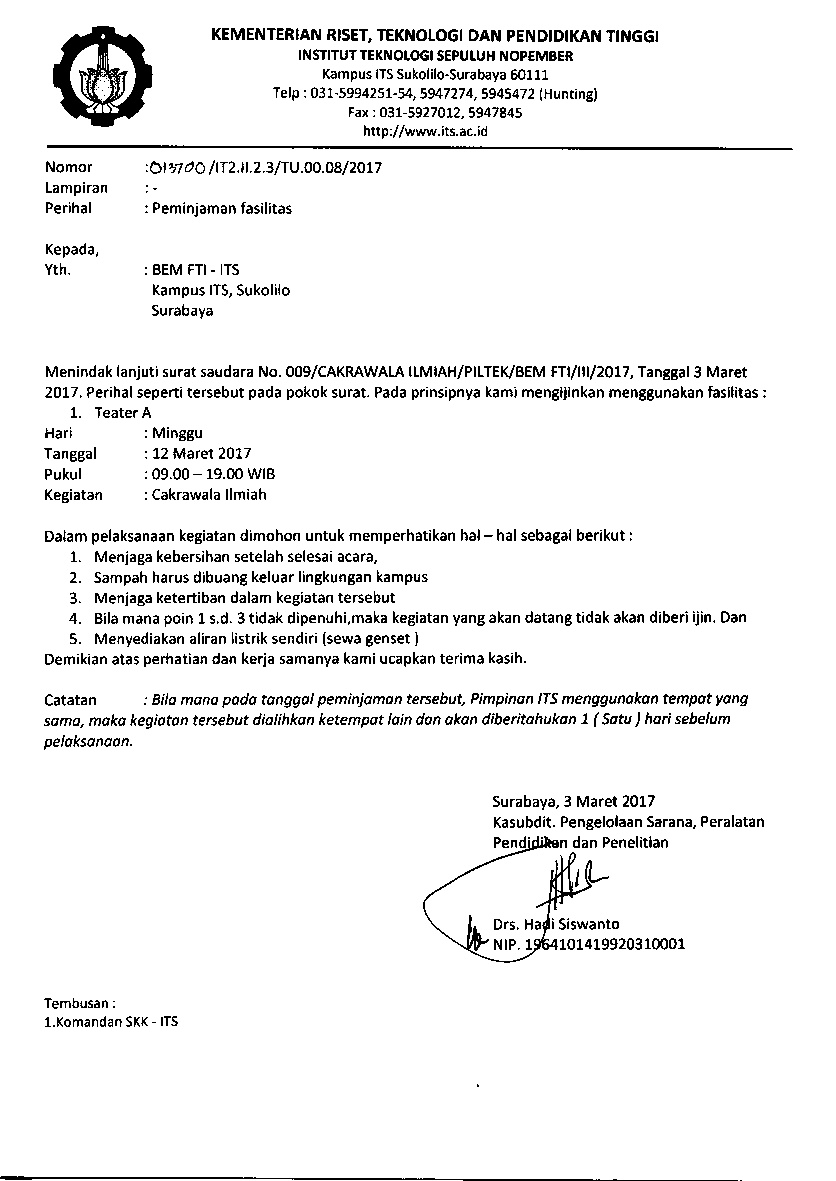 KEMENTERIAN RISET, TEKNOLOGI DAN PENDIDIKAN TINGGI
INSTITUT TEKNOLOGI SEPULUH NOPEMBER
Kampus ITS Sukolilo-Surabaya 60111
Telp : 031-5994251-54, 5947274, 5945472 (Hunting)
Fax : 031-5927012, 5947845
http://www.its.ac.id
Nomor : /IT2.II.2.3/TU.00.08/2017
Lampiran : -
Perihal : Peminjaman fasilitas
Kepada,
Yth. : BEM FTI - ITS
Kampus ITS, Sukolilo
Surabaya
Menindak lanjuti surat saudara No. 009/CAKRAWALA ILMIAH/PILTEK/BEM FTI/III/2017, Tanggal 3 Maret
2017. Perihal seperti tersebut pada pokok surat. Pada prinsipnya kami mengijinkan menggunakan fasilitas :
1. Teater A
Hari : Minggu
Tanggal : 12 Maret 2017
Pukul : 09.00 – 19.00 WIB
Kegiatan : Cakrawala Ilmiah
Dalam pelaksanaan kegiatan dimohon untuk memperhatikan hal – hal sebagai berikut :
1. Menjaga kebersihan setelah selesai acara,
2. Sampah harus dibuang keluar lingkungan kampus
3. Menjaga ketertiban dalam kegiatan tersebut
4. Bila mana poin 1 s.d. 3 tidak dipenuhi,maka kegiatan yang akan datang tidak akan diberi ijin. Dan
5. Menyediakan aliran listrik sendiri (sewa genset )
Demikian atas perhatian dan kerja samanya kami ucapkan terima kasih.
Catatan : Bila mana pada tanggal peminjaman tersebut, Pimpinan ITS menggunakan tempat yang
sama, maka kegiatan tersebut dialihkan ketempat lain dan akan diberitahukan 1 ( Satu ) hari sebelum
pelaksanaan.
Surabaya, 3 Maret 2017
Kasubdit. Pengelolaan Sarana, Peralatan
Pendidikan dan Penelitian
Drs. Hadi Siswanto
NIP. 1964101419920310001
Tembusan :
1.Komandan SKK - ITS